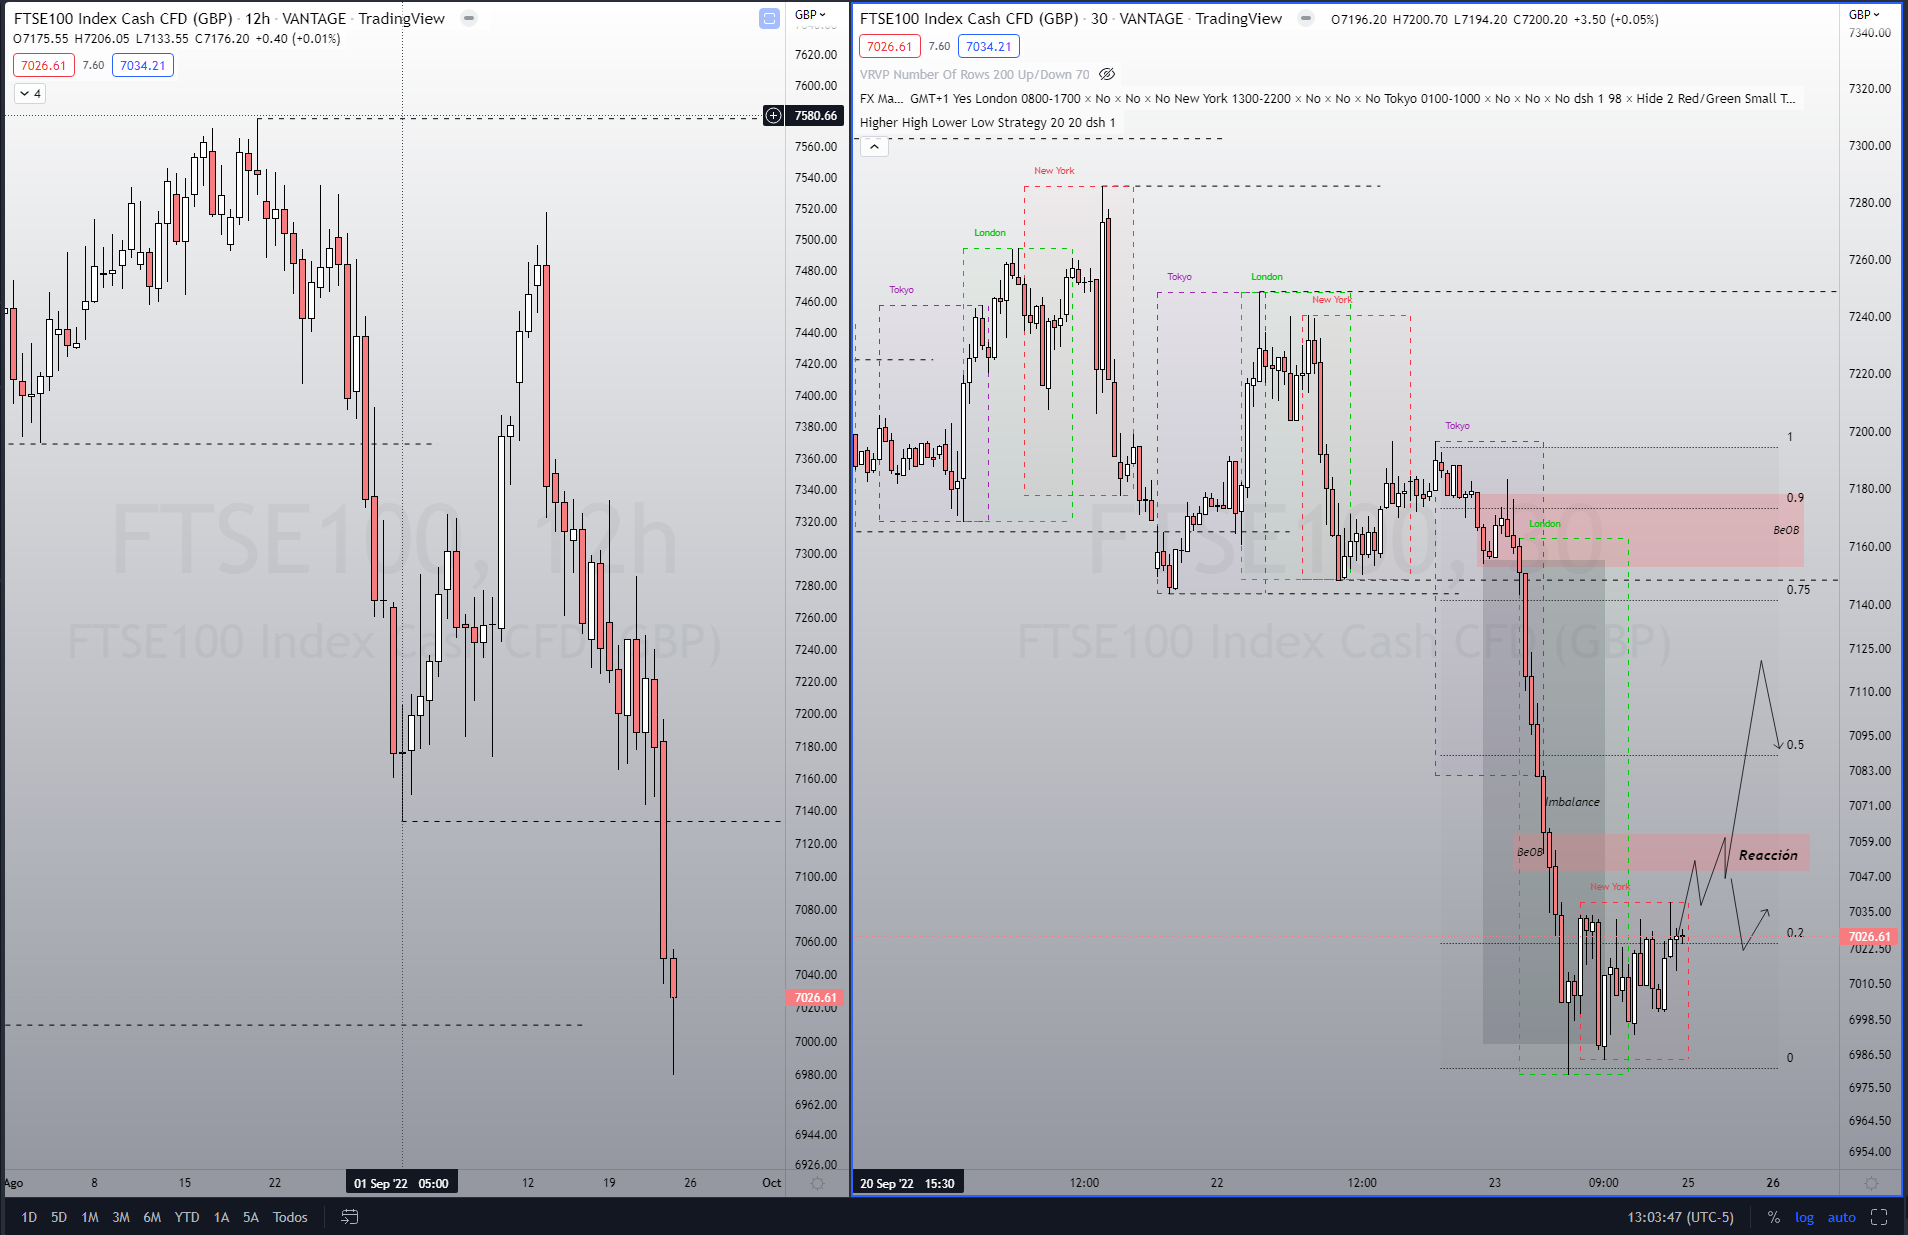 FTSE100 Index Cash CFD (GBP) · 12h · VANTAGE · TradingView
O7175.55 H7206.05 L7133.55 C7176.20 +0.40 (+0.01%)
7026.61 7.60 7034.21
4
GBP
7620.00
7600.00
7580.66
7560.00
7540.00
7520.00
7500.00
7480.00
7460.00
7440.00
7420.00
7400.00
7380.00
7360.00
7340.00
7320.00
7300.00
7280.00
7260.00
7240.00
7220.00
7200.00
7180.00
7160.00
7140.00
7120.00
7100.00
7080.00
7060.00
7040.00
7026.61
7020.00
7000.00
6980.00
6962.00
6944.00
6926.00
FTSE100, 12h
FTSE100 Index Cash CFD (GBP)
Ago 8 15 22 01 Sep '22 05:00 12 19 26 Oct
FTSE100 Index Cash CFD (GBP) · 30 · VANTAGE · TradingView O7196.20 H7200.70 L7194.20 C7200.20 +3.50 (+0.05%)
7026.61 7.60 7034.21
VRVP Number Of Rows 200 Up/Down 70
FX Ma... GMT+1 Yes London 0800-1700 × No × No × No New York 1300-2200 × No × No × No Tokyo 0100-1000 × No × No × No dsh 1 98 × Hide 2 Red/Green Small T...
Higher High Lower Low Strategy 20 20 dsh 1
GBP
7340.00
7320.00
7300.00
7280.00
7260.00
7240.00
7220.00
7200.00
7180.00
7160.00
7140.00
7125.00
7110.00
7095.00
7083.00
7071.00
7059.00
7047.00
7035.00
7026.61
7022.50
7010.50
6998.50
6986.50
6975.50
6964.50
6954.00
New York
London
Tokyo
Tokyo
London
New York
Tokyo
1
0.9
London
BeOB
0.75
0.5
Imbalance
BeOB
Reacción
New York
0.2
0
FTSE100, 30
FTSE100 Index Cash CFD (GBP)
20 Sep '22 15:30 12:00 22 12:00 23 09:00 25 26
1D 5D 1M 3M 6M YTD 1A 5A Todos
13:03:47 (UTC-5) % log auto